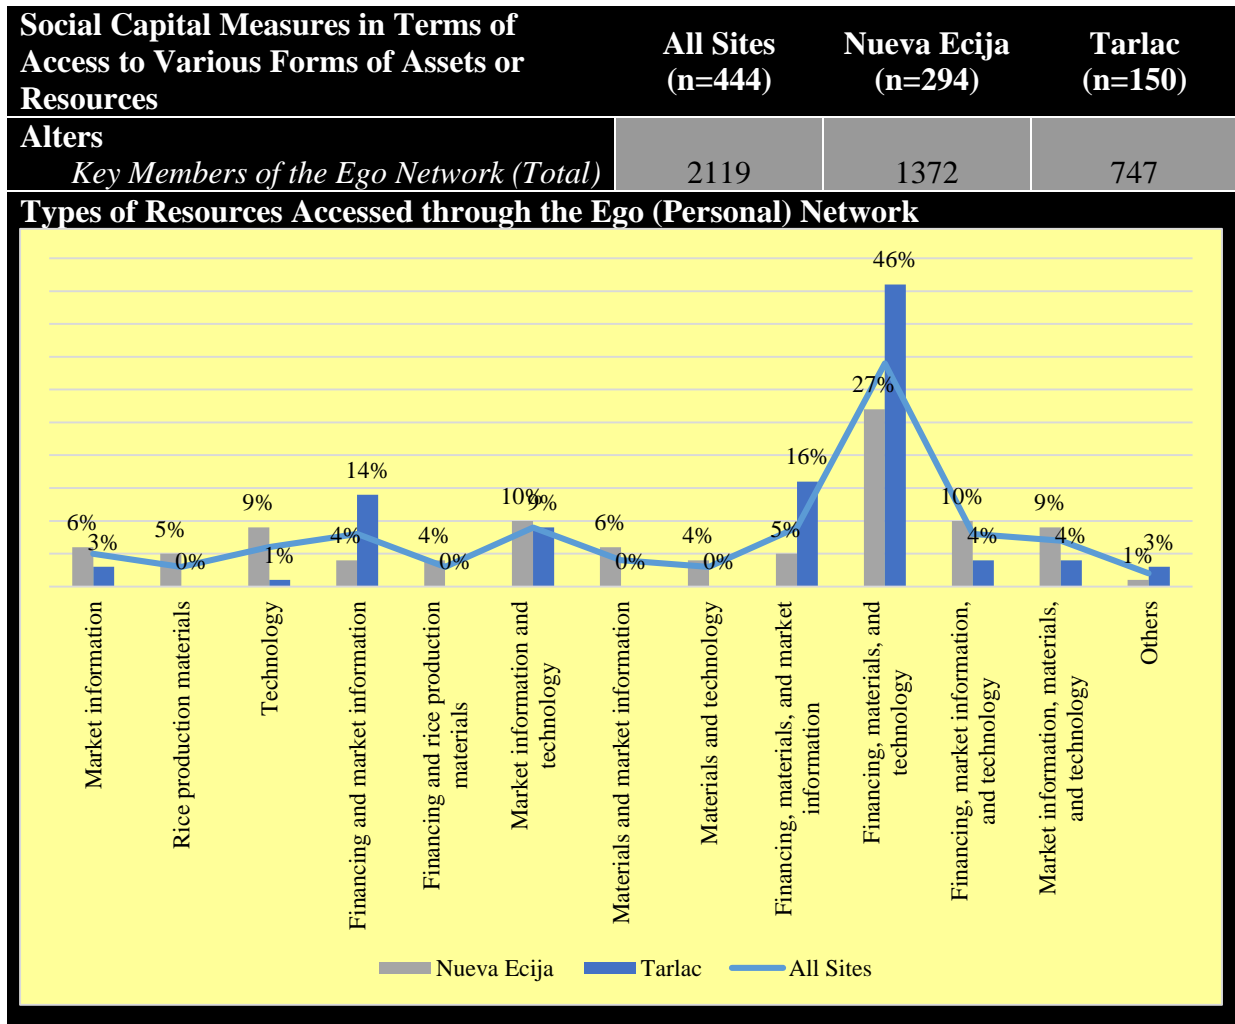 Social Capital Measures in Terms of
Access to Various Forms of Assets or
Resources
All Sites
(n=444)
Nueva Ecija
(n=294)
Tarlac
(n=150)
Alters
Key Members of the Ego Network (Total)
2119
1372
747
Types of Resources Accessed through the Ego (Personal) Network
6%
3%
5%
0%
9%
1%
4%
14%
4%
0%
10%
9%
6%
0%
4%
0%
5%
16%
27%
46%
10%
4%
9%
4%
1%
3%
Market information
Rice production materials
Technology
Financing and market information
Financing and rice production
materials
Market information and
technology
Materials and market information
Materials and technology
Financing, materials, and market
information
Financing, materials, and
technology
Financing, market information,
and technology
Market information, materials,
and technology
Others
Nueva Ecija
Tarlac
All Sites